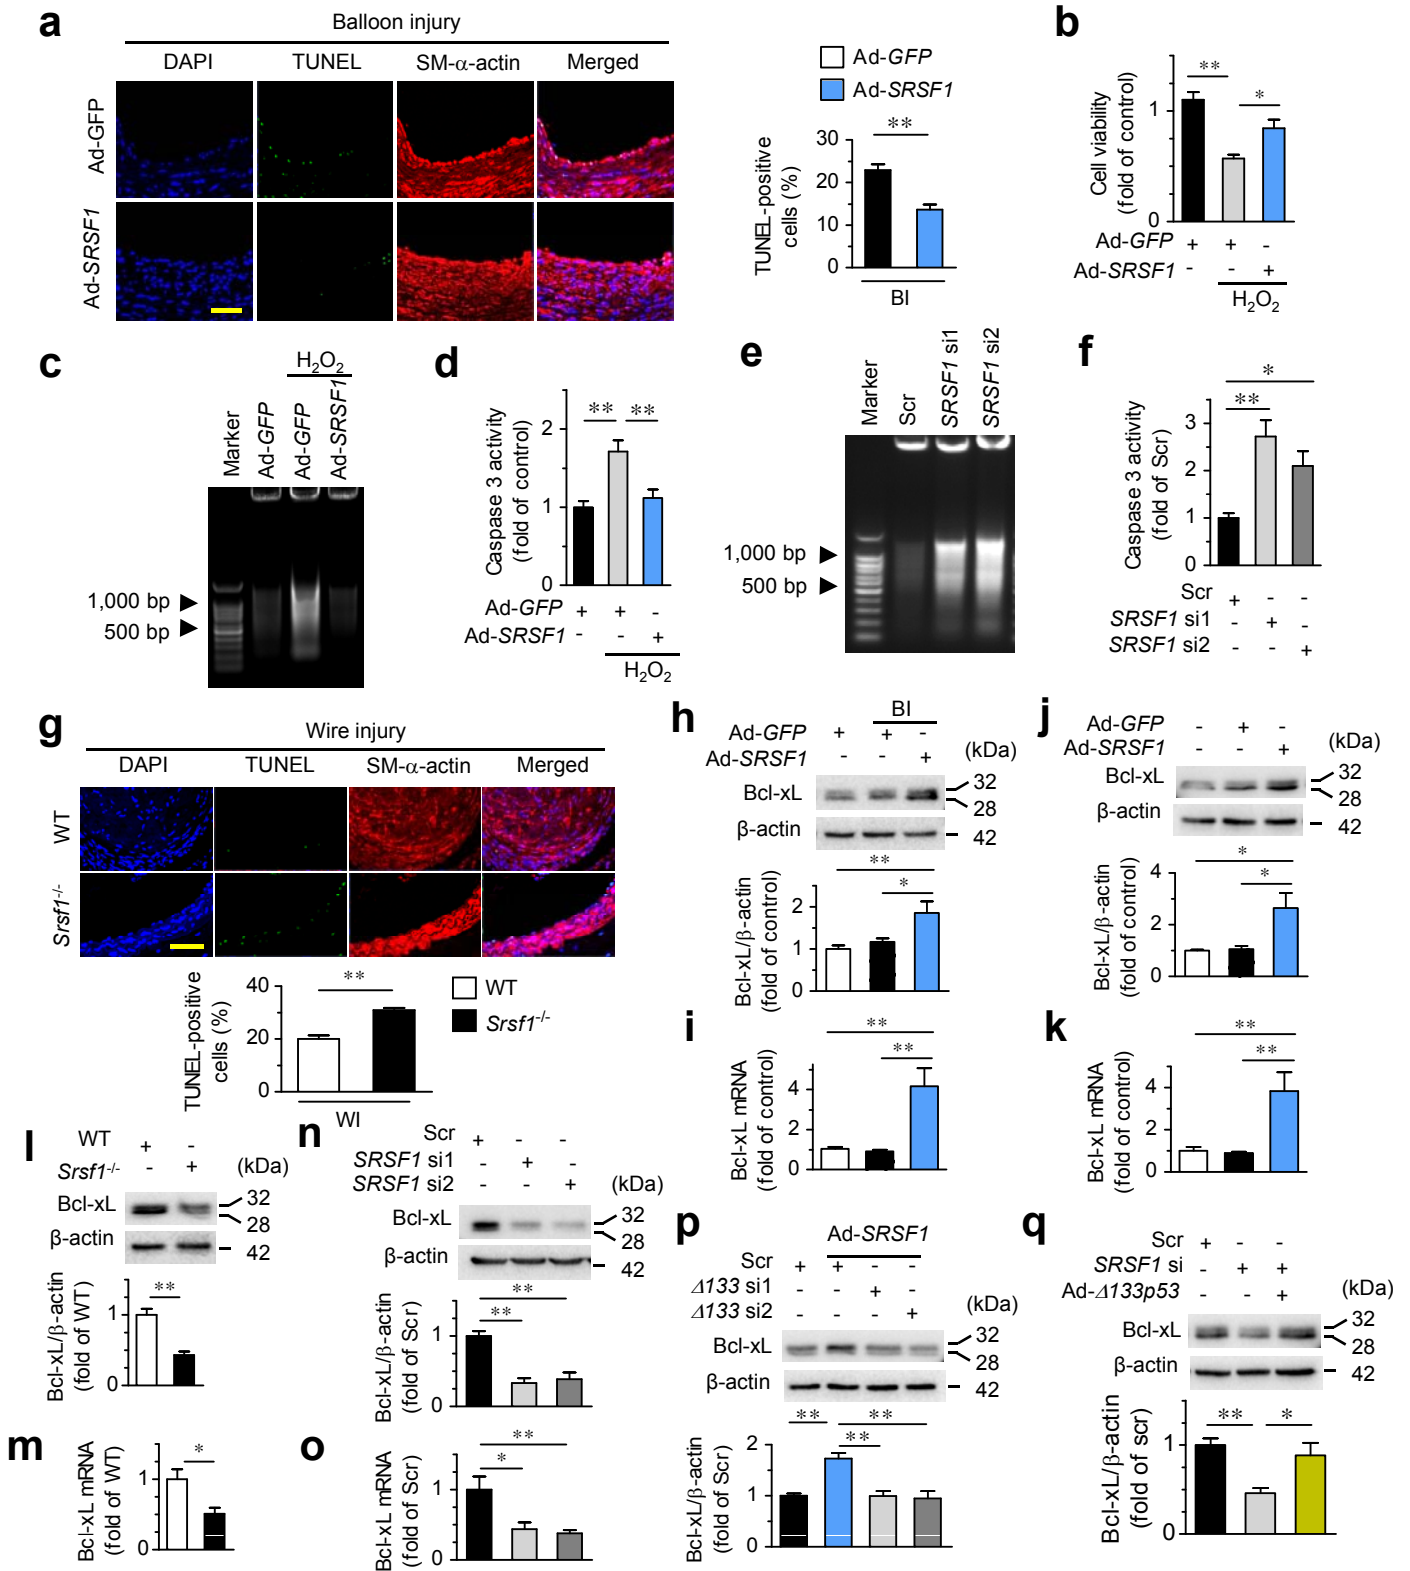 a
Balloon injury
DAPI TUNEL SM-α-actin Merged
Ad-GFP
Ad-SRSF1
Ad-GFP
Ad-SRSF1
TUNEL-positive
cells (%)
30
20
10
0
**
BI
b
Cell viability
(fold of control)
1
0
** *
Ad-GFP + + -
Ad-SRSF1 - - +
H₂O₂
c
H₂O₂
Marker
Ad-GFP
Ad-GFP
Ad-SRSF1
1,000 bp
500 bp
d
Caspase 3 activity
(fold of control)
2
1
0
** **
Ad-GFP + + -
Ad-SRSF1 - - +
H₂O₂
e
Marker
Scr
SRSF1 si1
SRSF1 si2
1,000 bp
500 bp
f
Caspase 3 activity
(fold of Scr)
3
2
1
0
*
**
Scr + - -
SRSF1 si1 - + -
SRSF1 si2 - - +
g
Wire injury
DAPI TUNEL SM-α-actin Merged
WT
Srsf1-/-
TUNEL-positive
cells (%)
40
20
0
**
WI
WT
Srsf1-/-
h
BI
Ad-GFP + + -
Ad-SRSF1 - - +
(kDa)
Bcl-xL 32
28
β-actin 42
Bcl-xL/β-actin
(fold of control)
2
1
0
**
*
i
Bcl-xL mRNA
(fold of control)
4
2
0
**
**
j
Ad-GFP - + -
Ad-SRSF1 - - +
(kDa)
Bcl-xL 32
28
β-actin 42
Bcl-xL/β-actin
(fold of control)
4
2
0
*
*
k
Bcl-xL mRNA
(fold of control)
4
2
0
**
**
l
WT + -
Srsf1-/- - +
(kDa)
Bcl-xL 32
28
β-actin 42
Bcl-xL/β-actin
(fold of WT)
1
0
**
m
Bcl-xL mRNA
(fold of WT)
1
0
*
n
Scr + - -
SRSF1 si1 - + -
SRSF1 si2 - - +
(kDa)
Bcl-xL 32
28
β-actin 42
Bcl-xL/β-actin
(fold of Scr)
1
0
**
**
o
Bcl-xL mRNA
(fold of Scr)
1
0
**
*
p
Ad-SRSF1
Scr + + - -
Δ133 si1 - - + -
Δ133 si2 - - - +
(kDa)
Bcl-xL 32
28
β-actin 42
Bcl-xL/β-actin
(fold of Scr)
2
1
0
** **
**
q
Scr + - -
SRSF1 si - + +
Ad-Δ133p53 - - +
(kDa)
Bcl-xL 32
28
β-actin 42
Bcl-xL/β-actin
(fold of scr)
1
0
** *